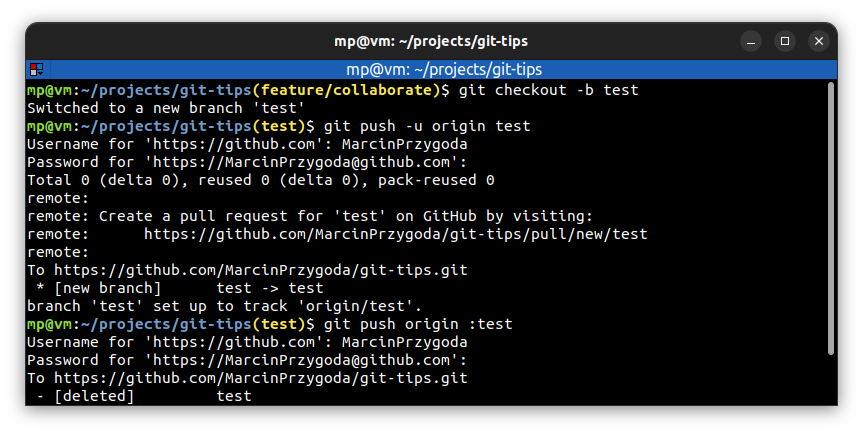 mp@vm: ~/projects/git-tips
mp@vm: ~/projects/git-tips
mp@vm:~/projects/git-tips(feature/collaborate)$ git checkout -b test
Switched to a new branch 'test'
mp@vm:~/projects/git-tips(test)$ git push -u origin test
Username for 'https://github.com': MarcinPrzygoda
Password for 'https://MarcinPrzygoda@github.com':
Total 0 (delta 0), reused 0 (delta 0), pack-reused 0
remote:
remote: Create a pull request for 'test' on GitHub by visiting:
remote:      https://github.com/MarcinPrzygoda/git-tips/pull/new/test
remote:
To https://github.com/MarcinPrzygoda/git-tips.git
 * [new branch]      test -> test
branch 'test' set up to track 'origin/test'.
mp@vm:~/projects/git-tips(test)$ git push origin :test
Username for 'https://github.com': MarcinPrzygoda
Password for 'https://MarcinPrzygoda@github.com':
To https://github.com/MarcinPrzygoda/git-tips.git
 - [deleted]         test